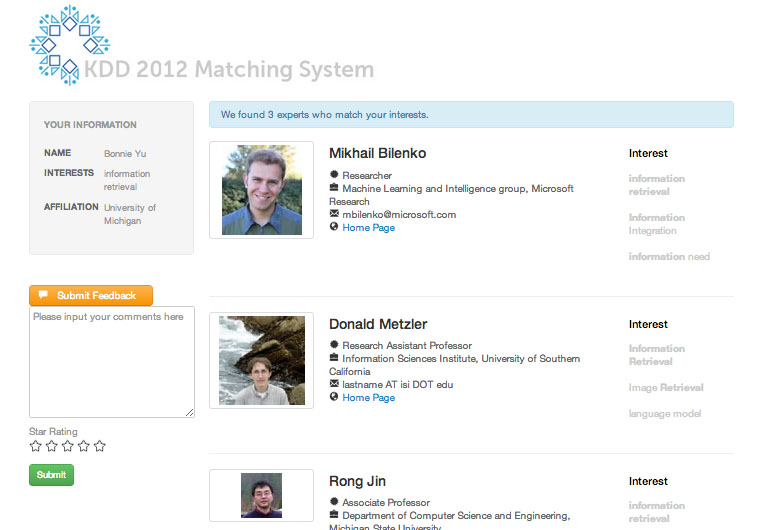 KDD 2012 Matching System
YOUR INFORMATION
NAME Bonnie Yu
INTERESTS information
retrieval
AFFILIATION University of
Michigan
Submit Feedback
Please input your comments here
Star Rating
Submit
We found 3 experts who match your interests.
Mikhail Bilenko
Researcher
Machine Learning and Intelligence group, Microsoft
Research
mbilenko@microsoft.com
Home Page
Interest
information
retrieval
Information
Integration
information need
Donald Metzler
Research Assistant Professor
Information Sciences Institute, University of Southern
California
lastname AT isi DOT edu
Home Page
Interest
Information
Retrieval
Image Retrieval
language model
Rong Jin
Associate Professor
Department of Computer Science and Engineering,
Michigan State University
Interest
information
retrieval